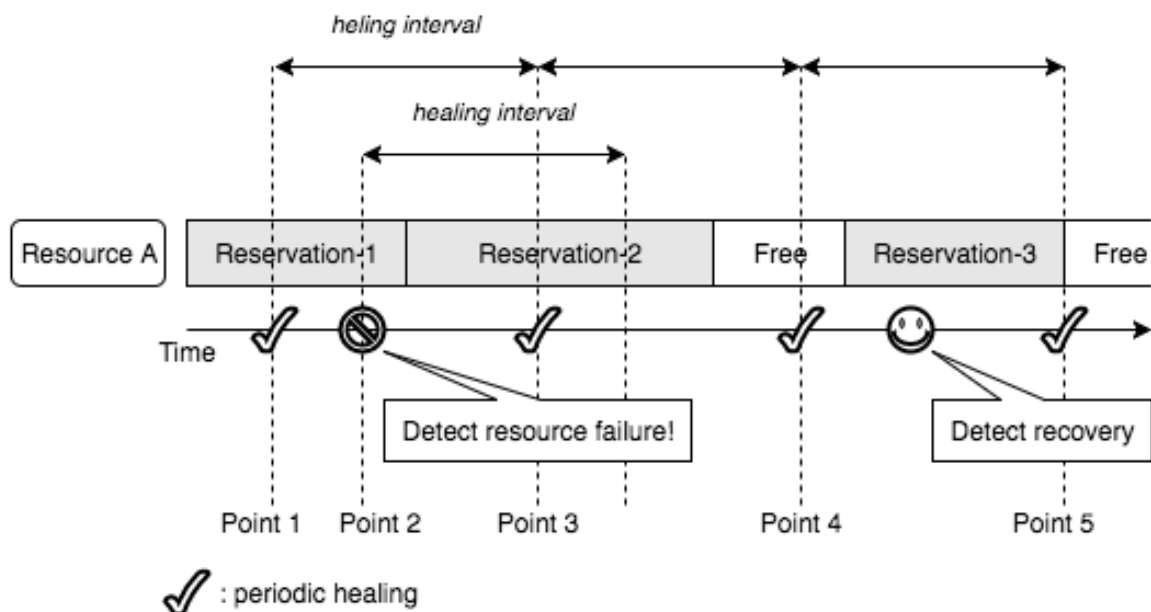 heling interval
healing interval
Resource A
Reservation-1
Reservation-2
Free
Reservation-3
Free
Time
Detect resource failure!
Detect recovery
Point 1
Point 2
Point 3
Point 4
Point 5
: periodic healing